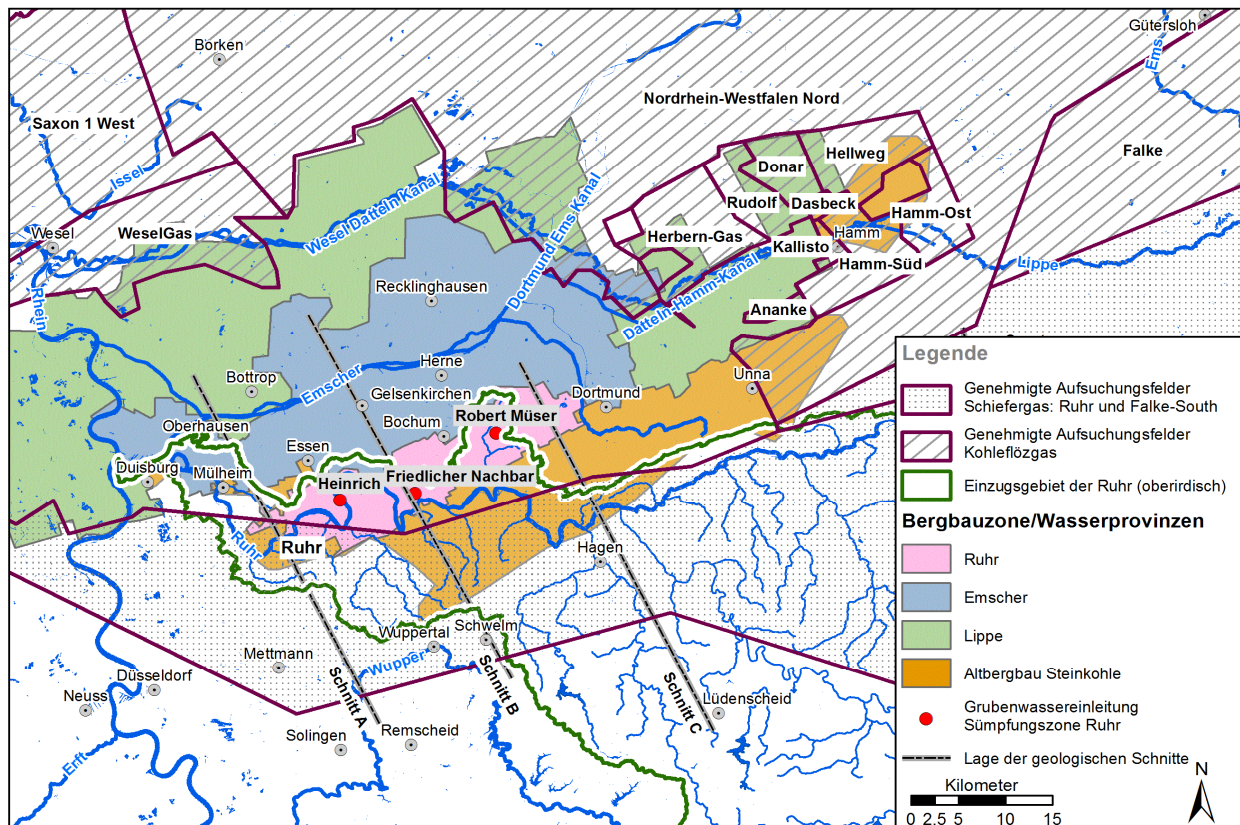 Gütersloh
Borken
Ems
Nordrhein-Westfalen Nord
Saxon 1 West
Falke
Hellweg
Donar
Issel
Rudolf
Dasbeck
Hamm-Ost
Wesel
WeselGas
Wesel Datteln Kanal
Dortmund Ems Kanal
Herbern-Gas
Kallisto
Hamm
Hamm-Süd
Lippe
Rhein
Recklinghausen
Datteln-Hamm-Kanal
Ananke
Herne
Emscher
Bottrop
Gelsenkirchen
Unna
Dortmund
Robert Müser
Oberhausen
Bochum
Essen
Duisburg
Mülheim
Heinrich
Friedlicher Nachbar
Ruhr
Ruhr
Hagen
Wuppertal
Schwelm
Mettmann
Wupper
Düsseldorf
Neuss
Schnitt A
Schnitt B
Schnitt C
Lüdenscheid
Solingen
Remscheid
Erft
Legende
Genehmigte Aufsuchungsfelder
Schiefergas: Ruhr und Falke-South
Genehmigte Aufsuchungsfelder
Kohleflözgas
Einzugsgebiet der Ruhr (oberirdisch)
Bergbauzone/Wasserprovinzen
Ruhr
Emscher
Lippe
Altbergbau Steinkohle
Grubenwassereinleitung
Sümpfungszone Ruhr
Lage der geologischen Schnitte
Kilometer
0 2.5 5 10 15
N